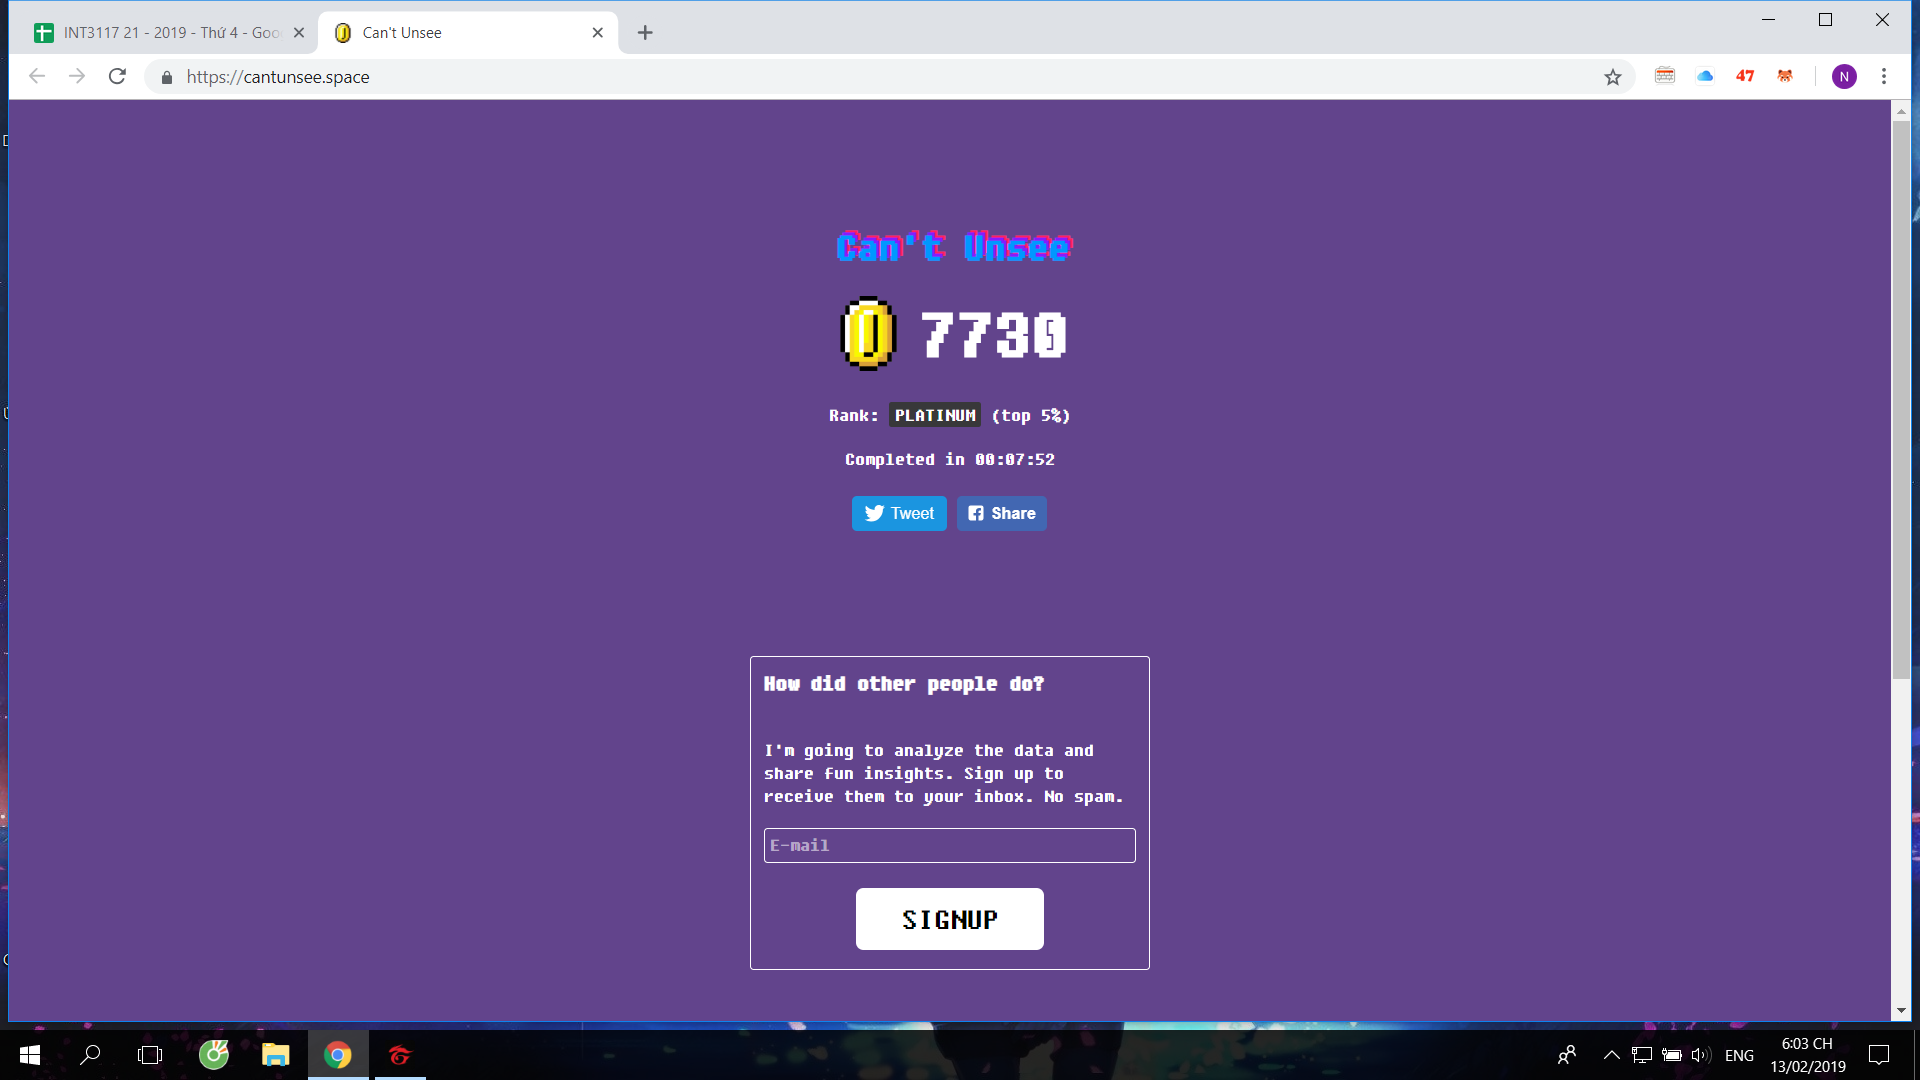 INT3117 21 - 2019 - Thứ 4 - Goo
Can't Unsee
https://cantunsee.space
47
N
Can't Unsee
7730
Rank: PLATINUM (top 5%)
Completed in 00:07:52
Tweet
Share
How did other people do?
I'm going to analyze the data and
share fun insights. Sign up to
receive them to your inbox. No spam.
E-mail
SIGNUP
ENG
6:03 CH
13/02/2019